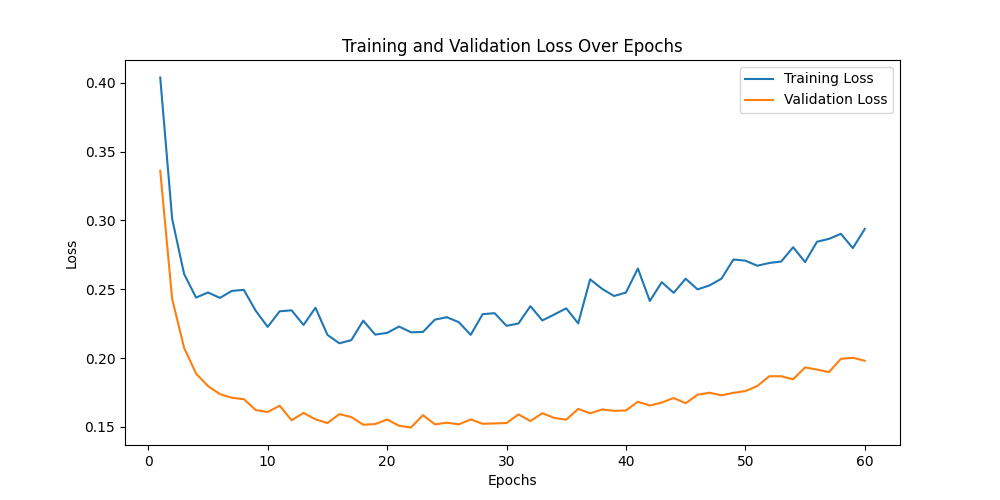 Training and Validation Loss Over Epochs
Training Loss
Validation Loss
0.40
0.35
0.30
0.25
0.20
0.15
Loss
0
10
20
30
40
50
60
Epochs